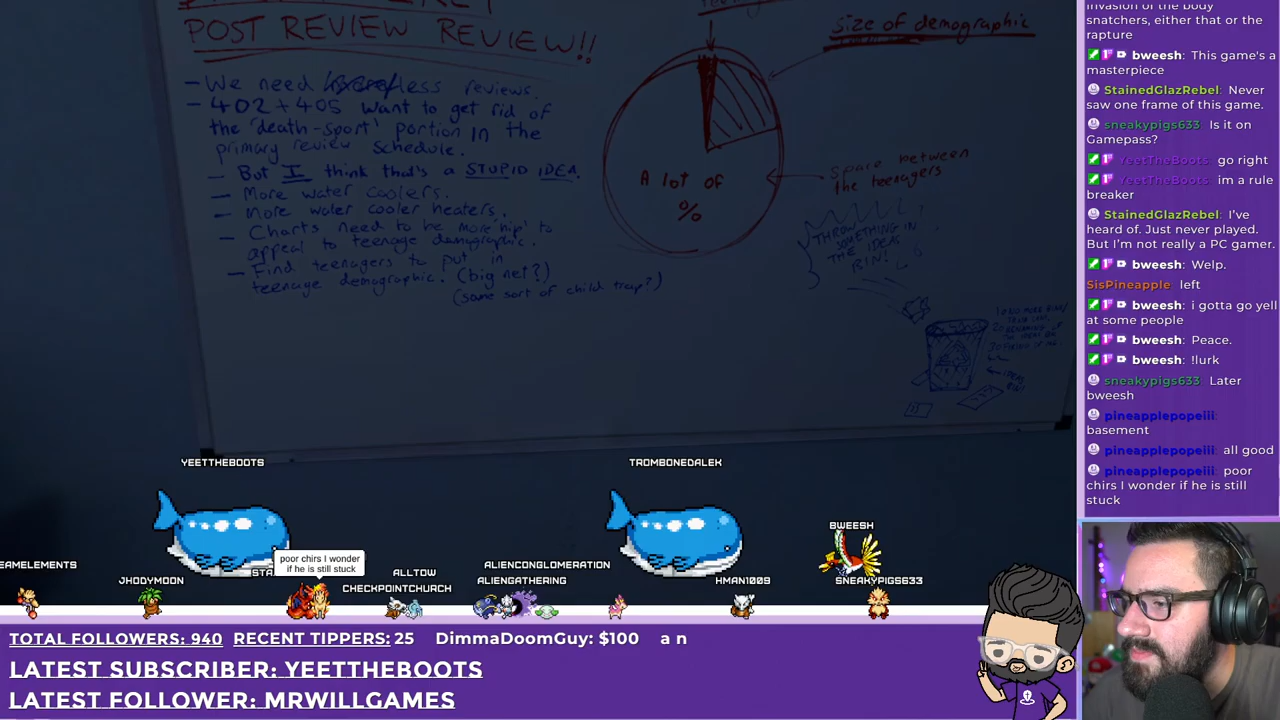 POST REVIEW REVIEW!!
- We need less reviews.
- 402 + 405 want to get rid of
the 'death-sport' portion in the
primary review schedule.
- But I think that's a STUPID IDEA.
- More water coolers.
- More water cooler heaters.
- Charts need to be more 'hip' to
appeal to teenage demographic.
- Find teenagers to put in
teenage demographic. (big net?)
(some sort of child trap?)
size of demographic
A lot of
%
space between
the teenagers
THROW
SOMETHING IN
THE IDEAS
BIN!
invasion of the body
snatchers, either that or the
rapture
bweesh: This game's a
masterpiece
StainedGlazRebel: Never
saw one frame of this game.
sneakypigs633: Is it on
Gamepass?
YeetTheBoots: go right
YeetTheBoots: im a rule
breaker
StainedGlazRebel: I've
heard of. Just never played.
But I'm not really a PC gamer.
bweesh: Welp.
SisPineapple: left
bweesh: i gotta go yell
at some people
bweesh: Peace.
bweesh: !lurk
sneakypigs633: Later
bweesh
pineapplepopeiii:
basement
pineapplepopeiii: all good
pineapplepopeiii: poor
chirs I wonder if he is still
stuck
YEETTHEBOOTS
TROMBONEDALEK
BWEESH
poor chirs I wonder
if he is still stuck
EAMELEMENTS
JHODYMOON
STA
ALLTOW
CHECKPOINTCHURCH
ALIENCONGLOMERATION
ALIENGATHERING
HMAN1009
SNEAKYPIGS633
TOTAL FOLLOWERS: 940 RECENT TIPPERS: 25 DimmaDoomGuy: $100 a n
LATEST SUBSCRIBER: YEETTHEBOOTS
LATEST FOLLOWER: MRWILLGAMES